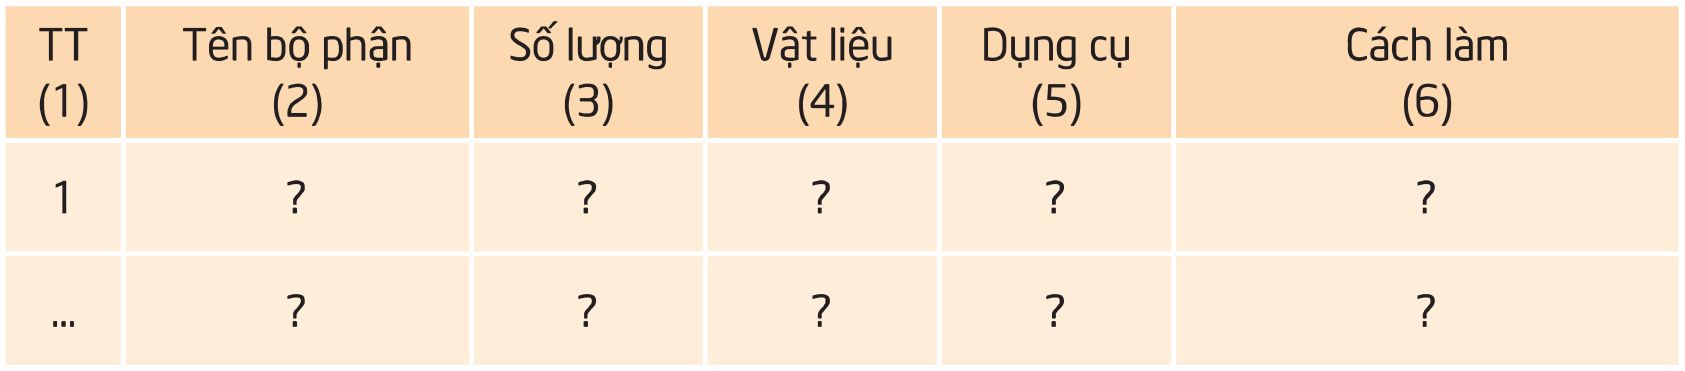 TT Tên bộ phận Số lượng Vật liệu Dụng cụ Cách làm
(1) (2) (3) (4) (5) (6)
1 ? ? ? ? ?
... ? ? ? ? ?